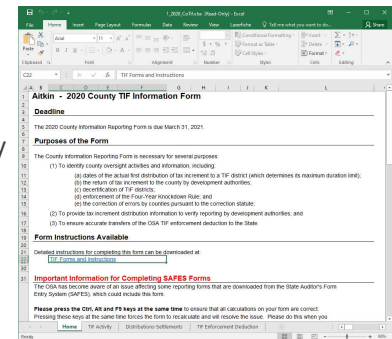 1_2020_CoTIf.xlsx [Read-Only] - Excel
File Home Insert Page Layout Formulas Data Review View Laserfiche Tell me what you want to do... Share
Paste
Arial 11
Conditional Formatting
Format as Table
Cell Styles
Insert
Delete
Format
Clipboard Font Alignment Number Styles Cells Editing
C22 TIF Forms and Instructions
Aitkin - 2020 County TIF Information Form
Deadline
The 2020 County Information Reporting Form is due March 31, 2021.
Purposes of the Form
The County Information Reporting Form is necessary for several purposes:
(1) To identify county oversight activities and information, including:
(a) dates of the actual first distribution of tax increment to a TIF district (which determines its maximum duration limit);
(b) the return of tax increment to the county by development authorities;
(c) decertification of TIF districts;
(d) enforcement of the Four-Year Knockdown Rule; and
(e) the correction of errors by counties pursuant to the correction statute;
(2) To provide tax increment distribution information to verify reporting by development authorities; and
(3) To ensure accurate transfers of the OSA TIF enforcement deduction to the State.
Form Instructions Available
Detailed instructions for completing this form can be downloaded at:
TIF Forms and Instructions
Important Information for Completing SAFES Forms
The OSA has become aware of an issue affecting some reporting forms that are downloaded from the State Auditor's Form
Entry System (SAFES), which could include this form.
Please press the Ctrl, Alt and F9 keys at the same time to ensure that all calculations on your form are correct.
Pressing these keys at the same time forces the form to recalculate and will resolve the issue. Please do this when you
Home TIF Activity Distributions-Settlements TIF Enforcement Deduction